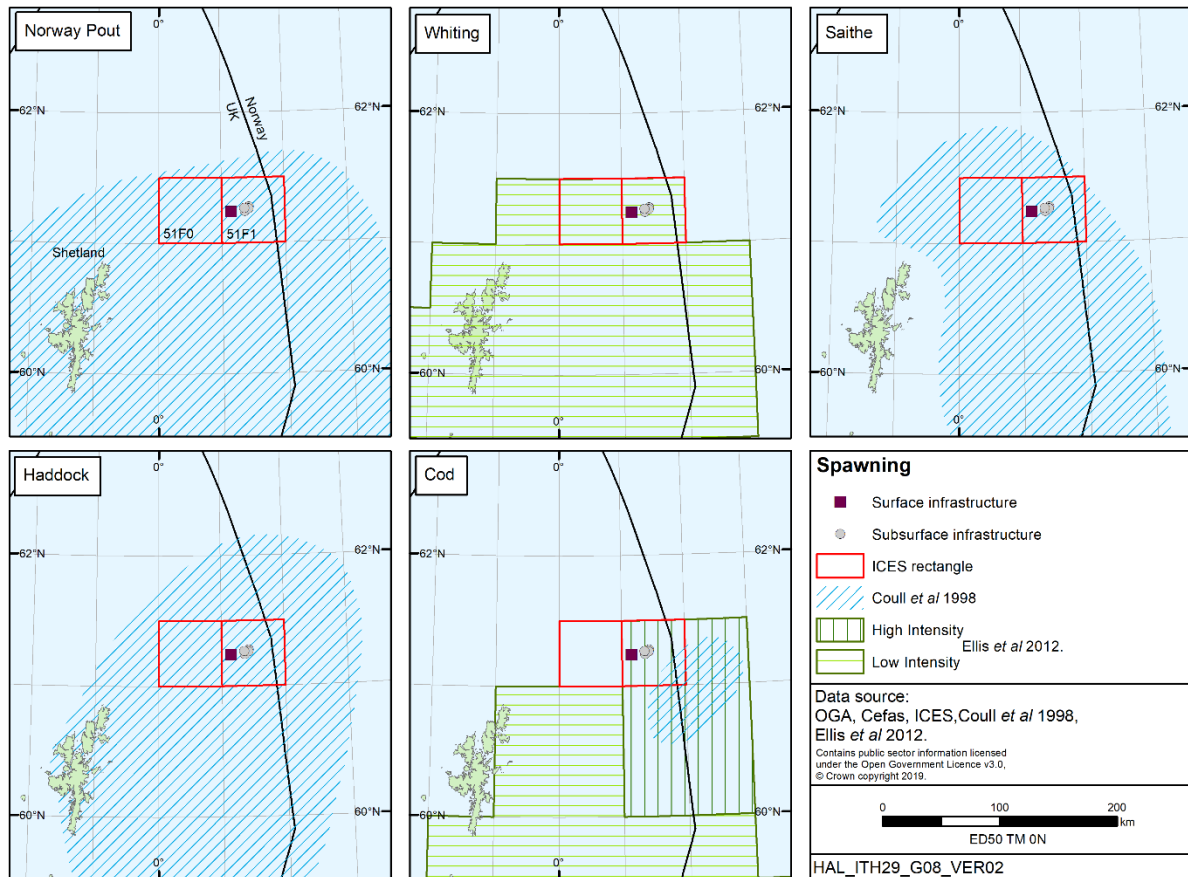 Norway Pout
0°
62°N
62°N
Norway
UK
51F0
51F1
Shetland
60°N
60°N
0°
Whiting
0°
62°N
62°N
60°N
60°N
0°
Saithe
0°
62°N
62°N
60°N
60°N
0°
Haddock
0°
62°N
62°N
60°N
60°N
Cod
0°
62°N
62°N
60°N
60°N
Spawning
Surface infrastructure
Subsurface infrastructure
ICES rectangle
Coull et al 1998
High Intensity
Ellis et al 2012.
Low Intensity
Data source:
OGA, Cefas, ICES,Coull et al 1998,
Ellis et al 2012.
Contains public sector information licensed
under the Open Government Licence v3.0,
© Crown copyright 2019.
0 100 200
km
ED50 TM 0N
HAL_ITH29_G08_VER02